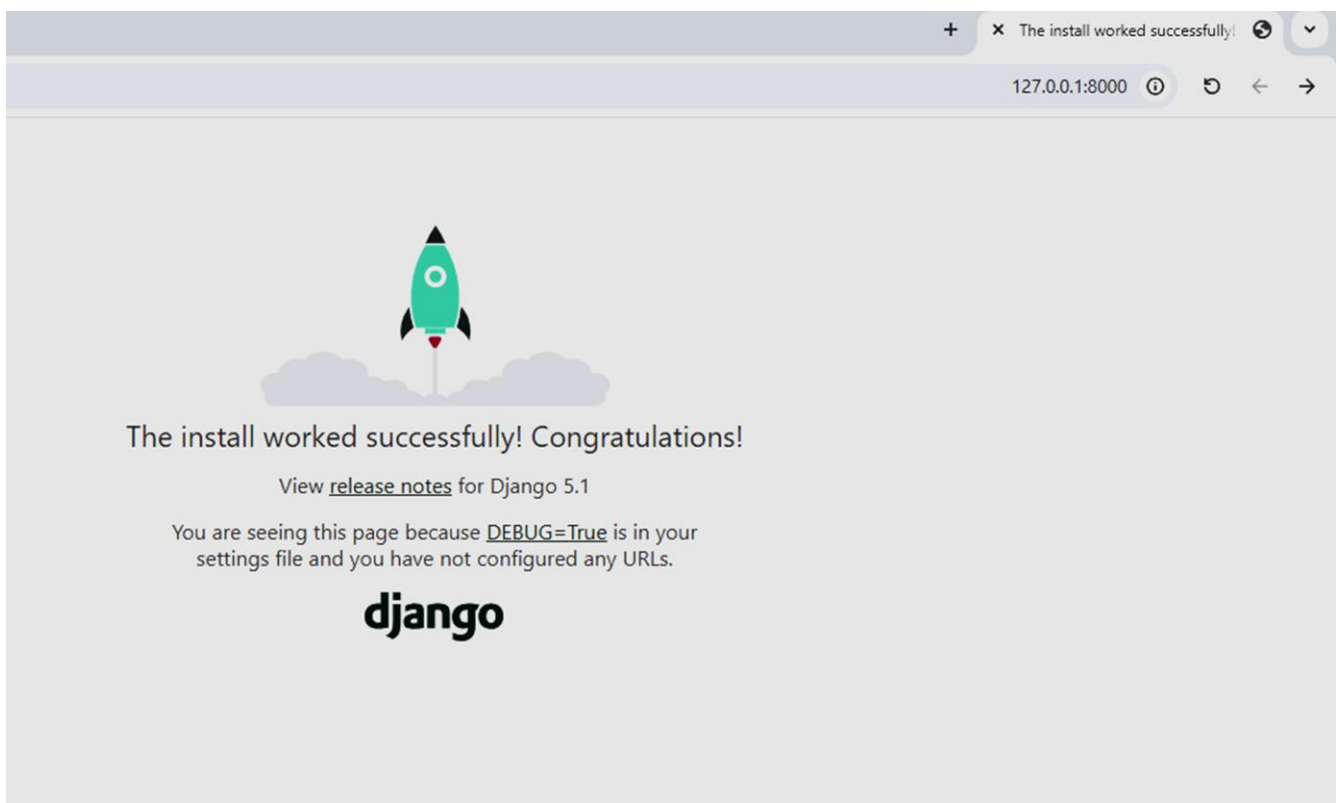 The install worked successfully!
127.0.0.1:8000
The install worked successfully! Congratulations!
View release notes for Django 5.1
You are seeing this page because DEBUG=True is in your
settings file and you have not configured any URLs.
django